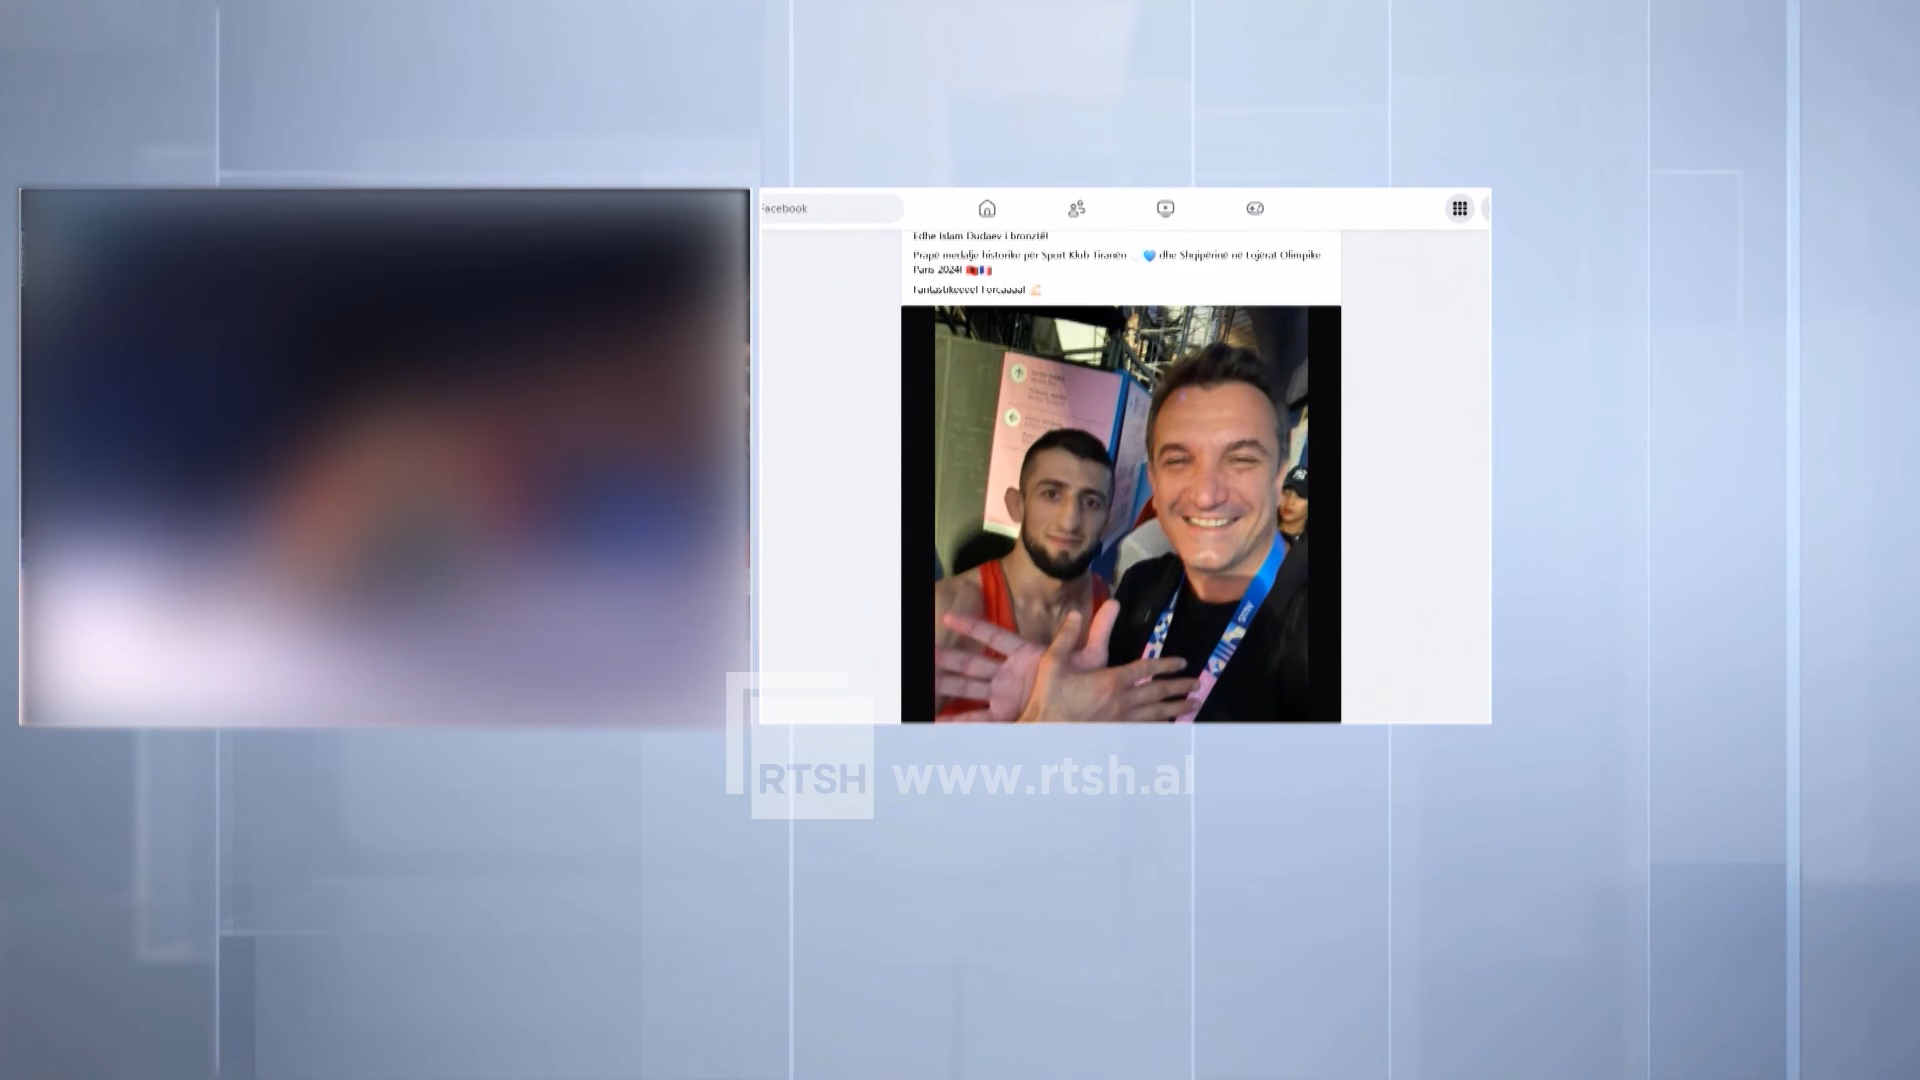 Facebook
Edhe Islam Dudaev i bronztë!
Prapë medalje historike për Sport Klub Tiranën 🤍💙 dhe Shqipërinë në Lojërat Olimpike
Paris 2024! 🇦🇱🇫🇷
Fantastikeeee! Forcaaaa! 💪🏻
RTSH www.rtsh.al